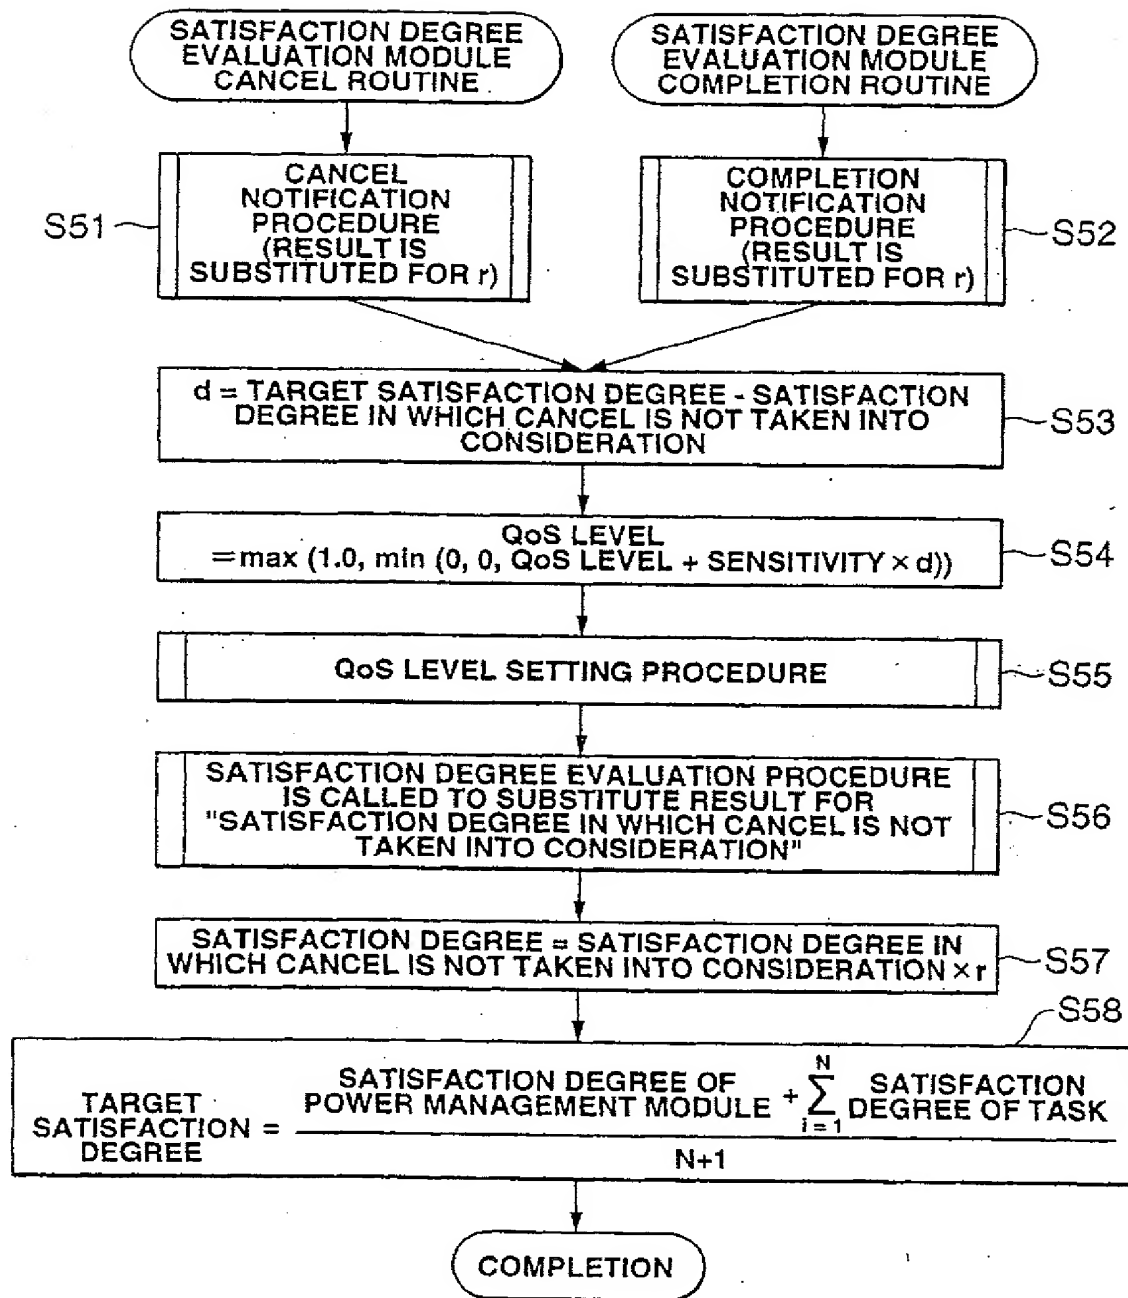 SATISFACTION DEGREE
EVALUATION MODULE
CANCEL ROUTINE
SATISFACTION DEGREE
EVALUATION MODULE
COMPLETION ROUTINE
S51
CANCEL
NOTIFICATION
PROCEDURE
(RESULT IS
SUBSTITUTED FOR r)
COMPLETION
NOTIFICATION
PROCEDURE
(RESULT IS
SUBSTITUTED FOR r)
S52
d = TARGET SATISFACTION DEGREE - SATISFACTION
DEGREE IN WHICH CANCEL IS NOT TAKEN INTO
CONSIDERATION
S53
QoS LEVEL
=max (1.0, min (0, 0, QoS LEVEL + SENSITIVITY × d))
S54
QoS LEVEL SETTING PROCEDURE
S55
SATISFACTION DEGREE EVALUATION PROCEDURE
IS CALLED TO SUBSTITUTE RESULT FOR
"SATISFACTION DEGREE IN WHICH CANCEL IS NOT
TAKEN INTO CONSIDERATION"
S56
SATISFACTION DEGREE = SATISFACTION DEGREE IN
WHICH CANCEL IS NOT TAKEN INTO CONSIDERATION × r
S57
S58
TARGET
SATISFACTION =
DEGREE
SATISFACTION DEGREE OF
POWER MANAGEMENT MODULE
+
N
∑
i = 1
SATISFACTION
DEGREE OF TASK
N+1
COMPLETION